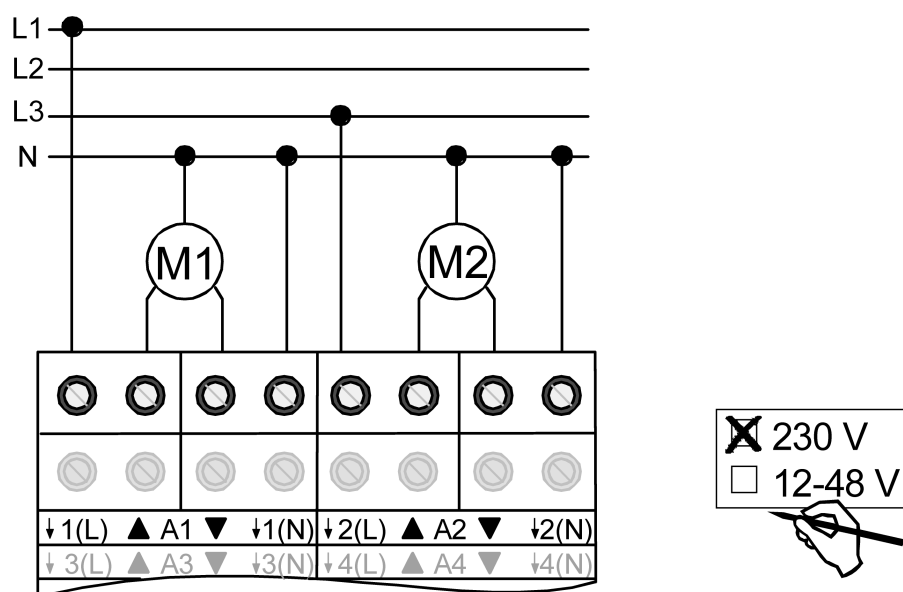 L1
L2
L3
N
M1 M2
230 V
12-48 V
↓1(L) ▲ A1 ▼ ↓1(N) ↓2(L) ▲ A2 ▼ ↓2(N)
↓3(L) ▲ A3 ▼ ↓3(N) ↓4(L) ▲ A4 ▼ ↓4(N)